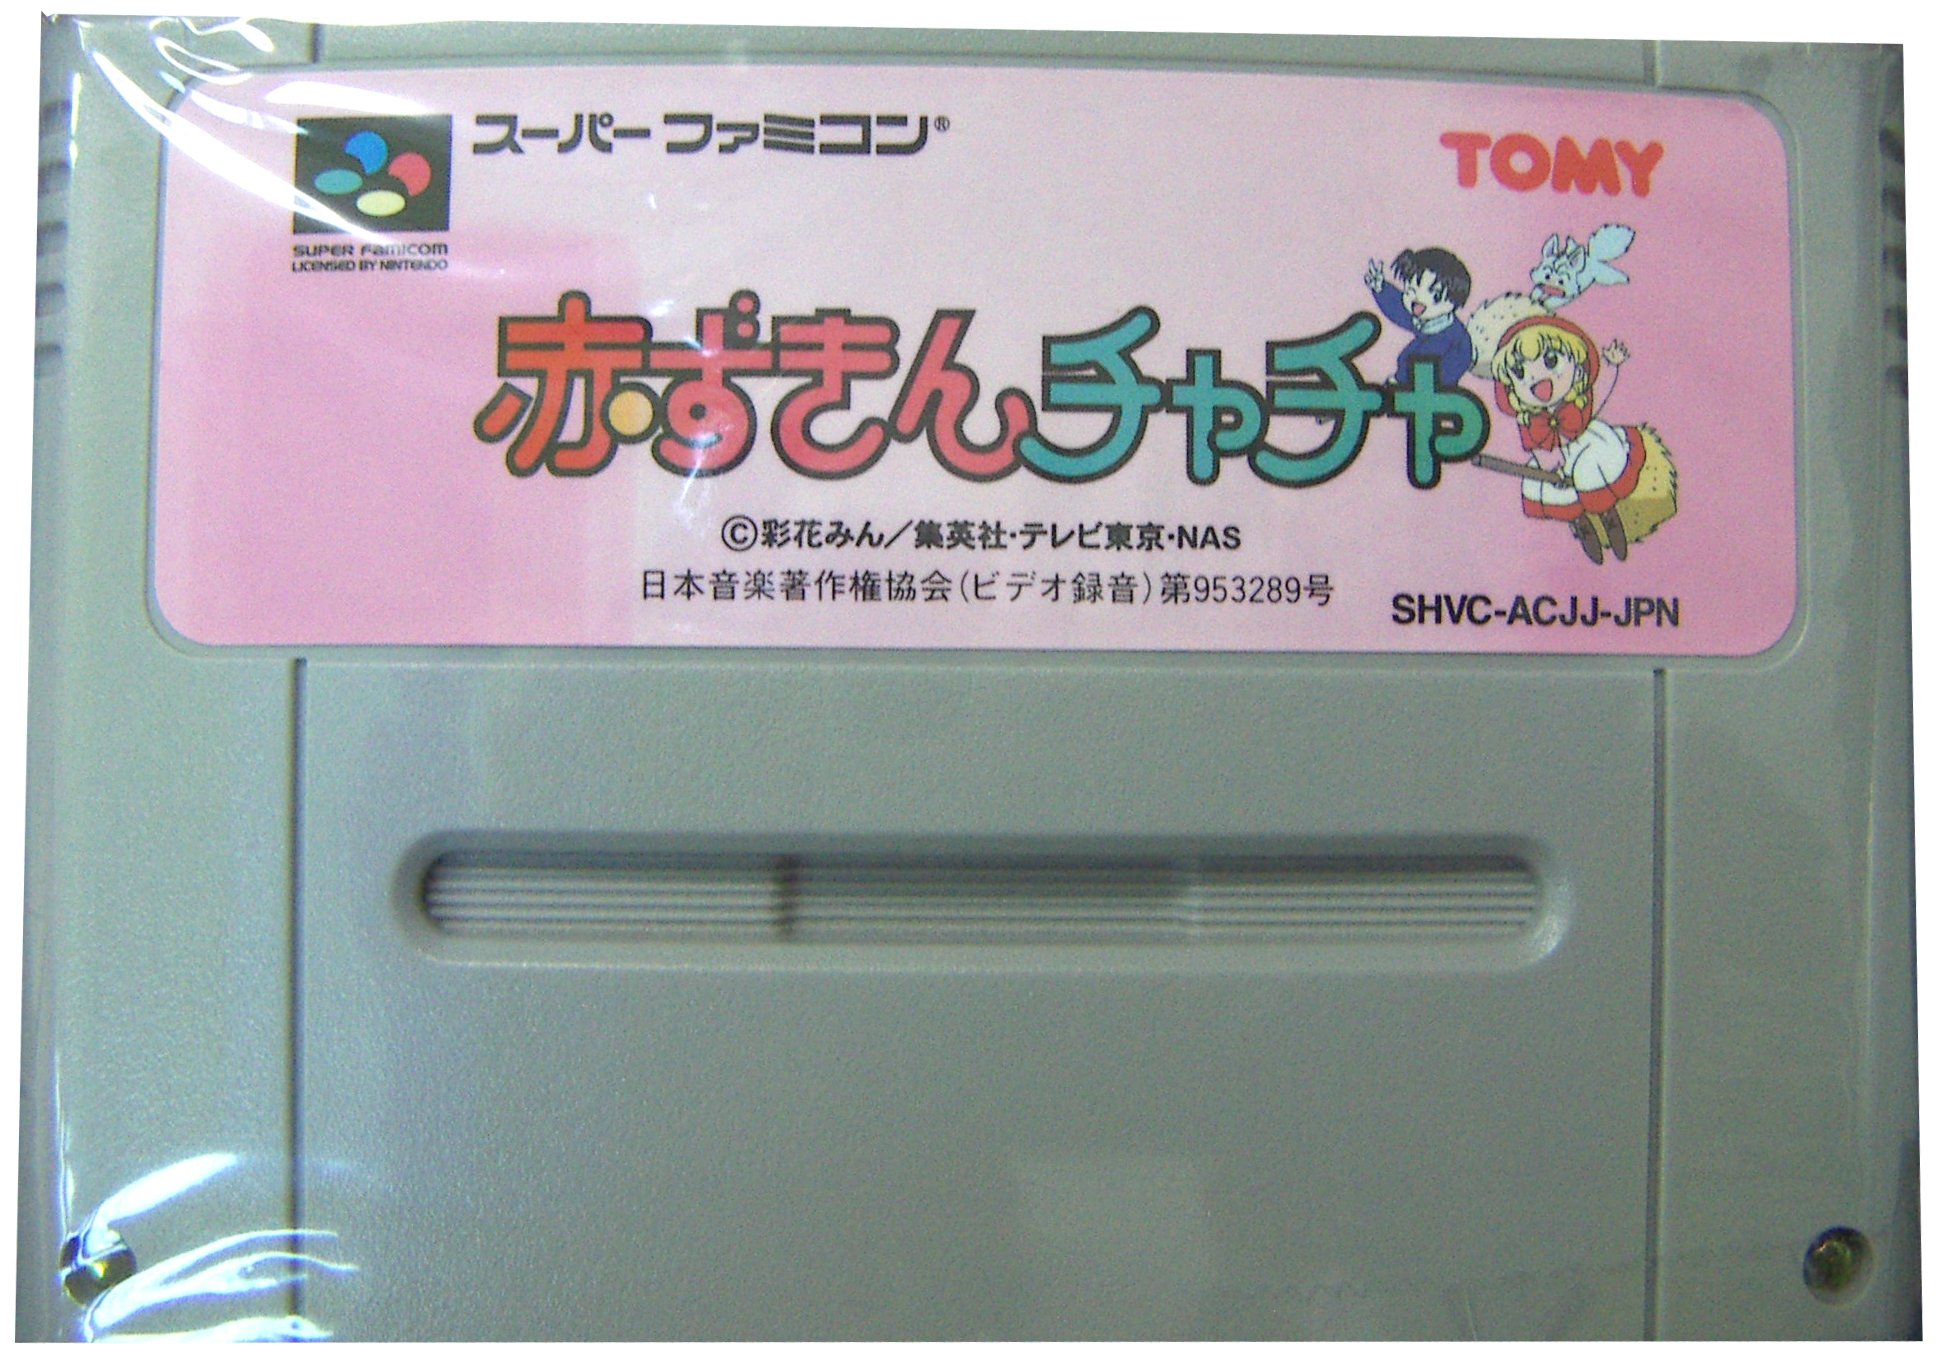 スーパーファミコン®
TOMY
SUPER Famicom
LICENSED BY NINTENDO
赤ずきんチャチャ
©彩花みん／集英社・テレビ東京・NAS
日本音楽著作権協会(ビデオ録音)第953289号
SHVC-ACJJ-JPN